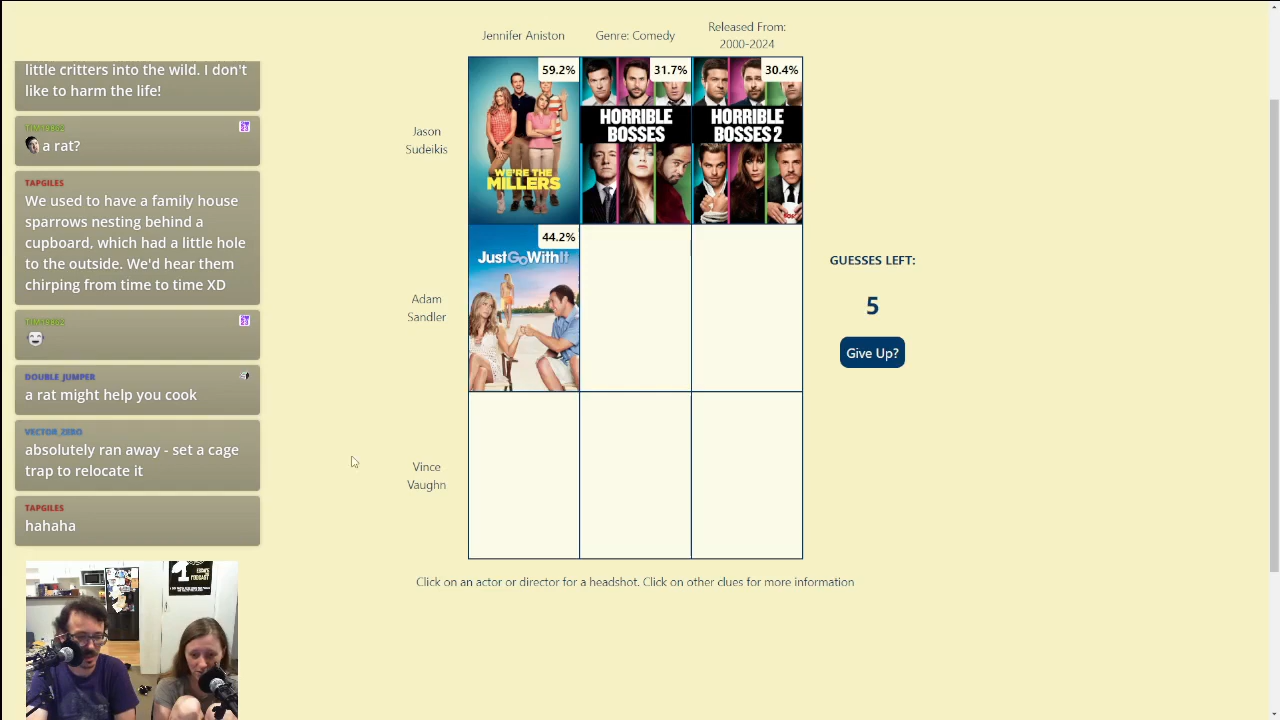 little critters into the wild. I don't
like to harm the life!
a rat?
TAPGILES
We used to have a family house
sparrows nesting behind a
cupboard, which had a little hole
to the outside. We'd hear them
chirping from time to time XD
DOUBLE_JUMPER
a rat might help you cook
VECTOR_ZERO
absolutely ran away - set a cage
trap to relocate it
TAPGILES
hahaha
Jennifer Aniston
Genre: Comedy
Released From:
2000-2024
Jason
Sudeikis
59.2%
WE'RE THE
MILLERS
31.7%
HORRIBLE
BOSSES
30.4%
HORRIBLE
BOSSES 2
Adam
Sandler
44.2%
Just Go With It
Vince
Vaughn
GUESSES LEFT:
5
Give Up?
Click on an actor or director for a headshot. Click on other clues for more information